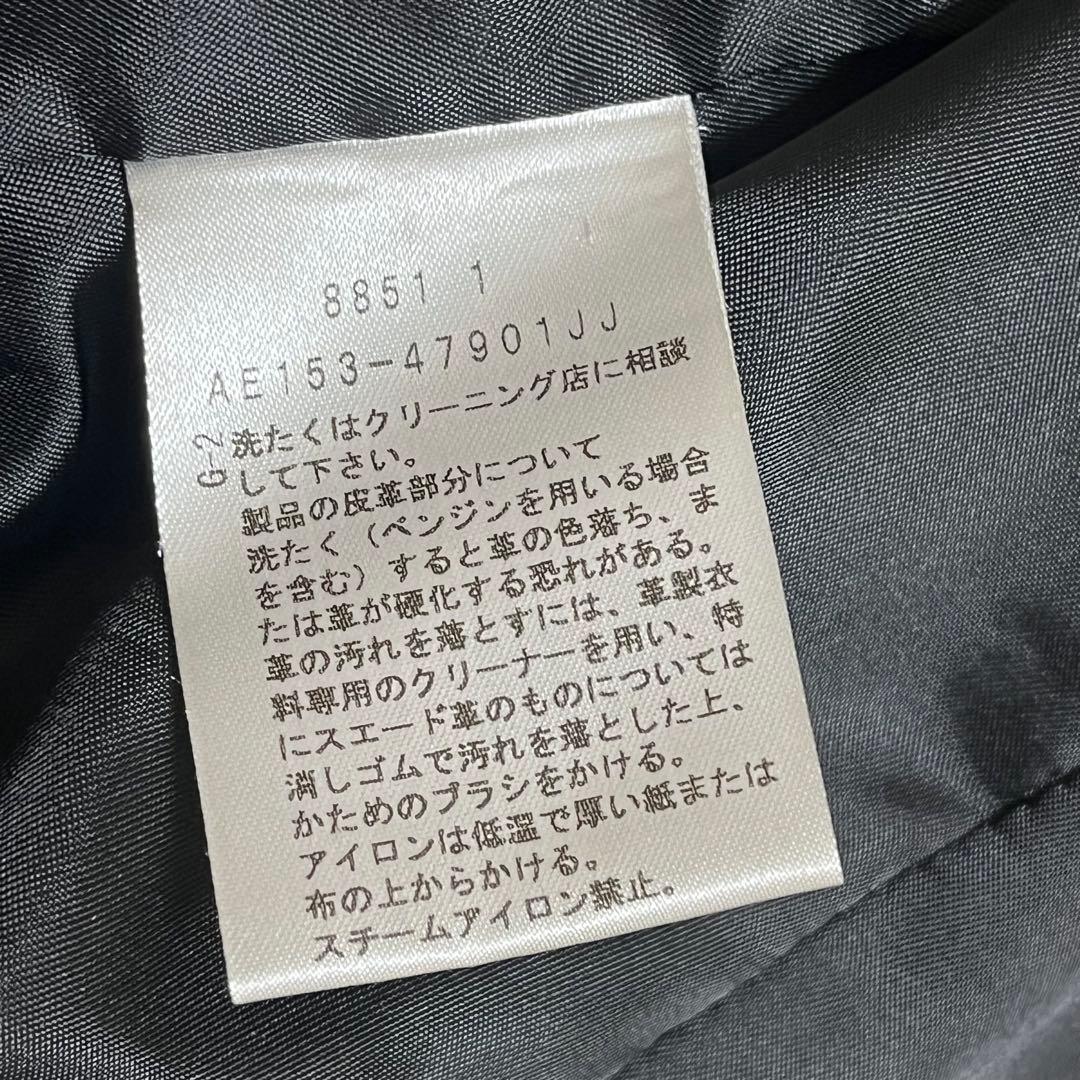 8851 1
AE153-47901JJ
G-2
洗たくはクリーニング店に相談
して下さい。
製品の皮革部分について
洗たく(ベンジンを用いる場合
を含む)すると革の色落ち、ま
たは革が硬化する恐れがある。
革の汚れを落とすには、革製衣
料専用のクリーナーを用い、特
にスエード革のものについては
消しゴムで汚れを落とした上、
かためのブラシをかける。
アイロンは低温で厚い紙または
布の上からかける。
スチームアイロン禁止。